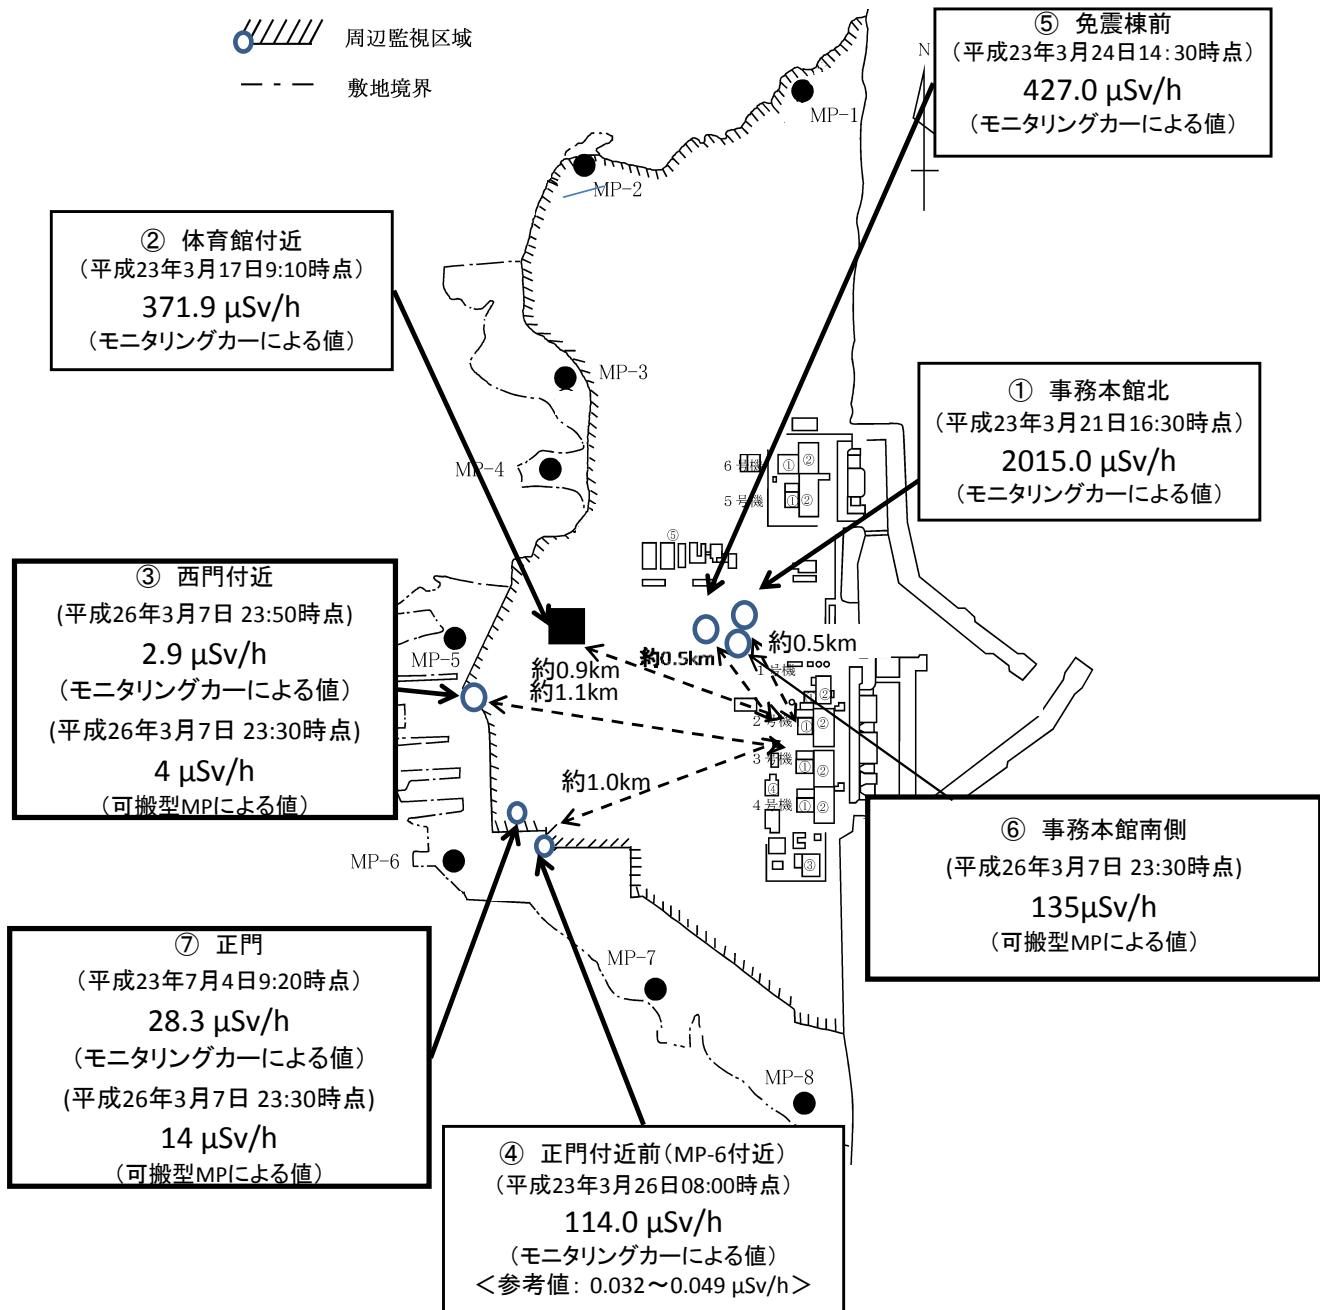 周辺監視区域
敷地境界
⑤ 免震棟前
（平成23年3月24日14：30時点）
427.0 μSv/h
（モニタリングカーによる値）
N
MP-1
MP-2
② 体育館付近
（平成23年3月17日9:10時点）
371.9 μSv/h
（モニタリングカーによる値）
MP-3
MP-4
① 事務本館北
（平成23年3月21日16:30時点）
2015.0 μSv/h
（モニタリングカーによる値）
6号機
①
②
5号機
①
②
⑤
③ 西門付近
(平成26年3月7日 23:50時点)
2.9 μSv/h
（モニタリングカーによる値）
(平成26年3月7日 23:30時点)
4 μSv/h
（可搬型MPによる値）
MP-5
約0.9km
約1.1km
約0.5km
約0.5km
1号機
②
2号機
①
②
3号機
①
②
④
4号機
①
②
③
約1.0km
MP-6
⑥ 事務本館南側
(平成26年3月7日 23:30時点)
135μSv/h
（可搬型MPによる値）
⑦ 正門
（平成23年7月4日9:20時点）
28.3 μSv/h
（モニタリングカーによる値）
(平成26年3月7日 23:30時点)
14 μSv/h
（可搬型MPによる値）
MP-7
MP-8
④ 正門付近前（MP-6付近）
（平成23年3月26日08:00時点）
114.0 μSv/h
（モニタリングカーによる値）
＜参考値： 0.032～0.049 μSv/h＞